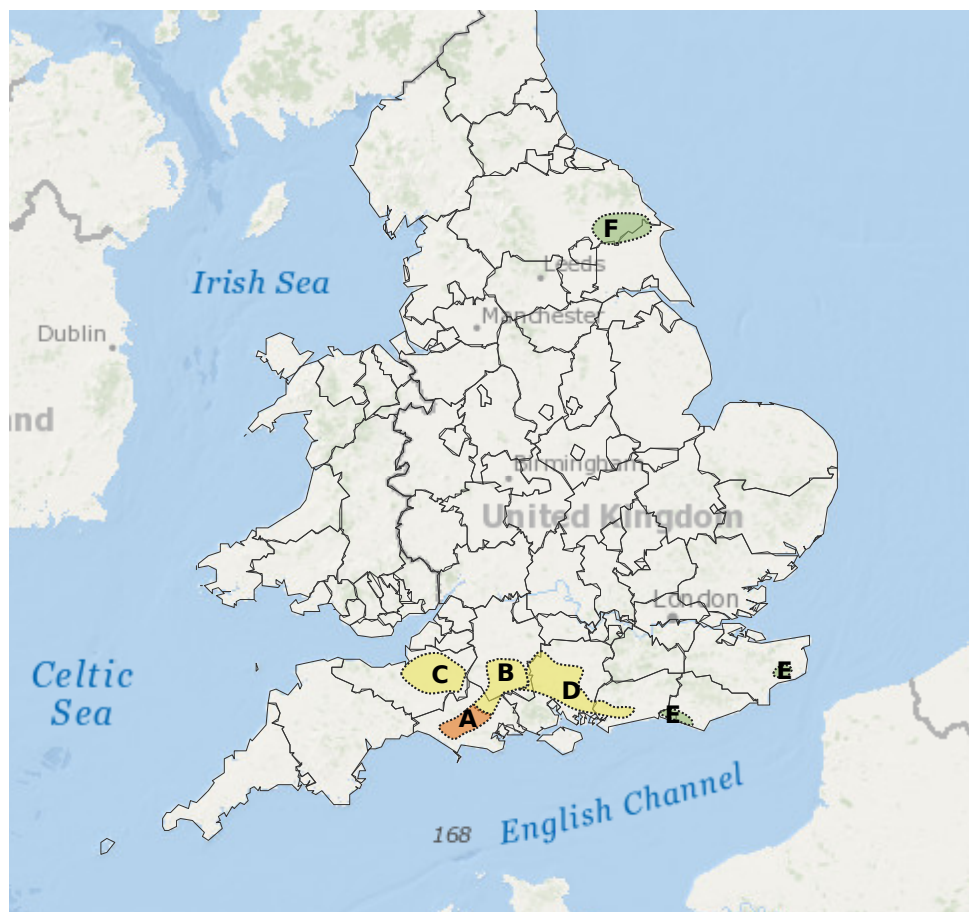 F
Leeds
Irish Sea
Manchester
Dublin
nd
Birmingham
United Kingdom
London
Celtic
Sea
C
B
D
E
A
E
English Channel
168